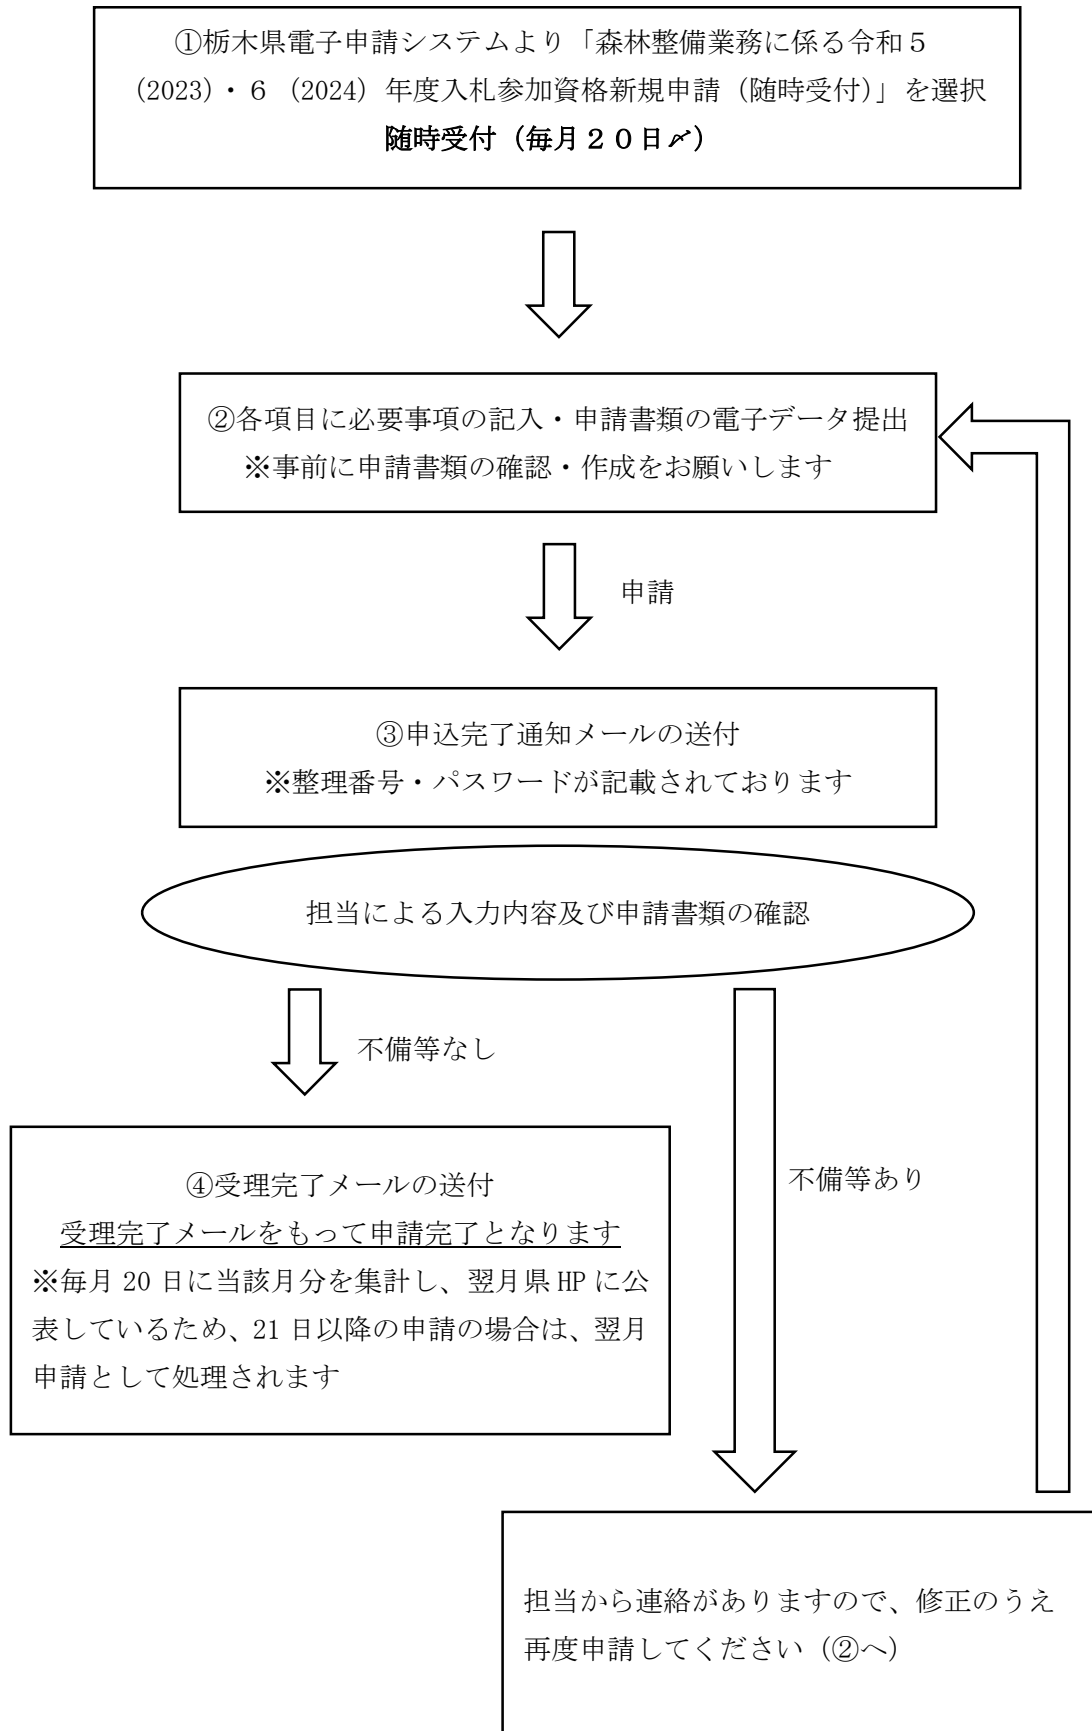 ①栃木県電子申請システムより「森林整備業務に係る令和５
(2023)・６（2024）年度入札参加資格新規申請（随時受付）」を選択
随時受付（毎月２０日〆）
②各項目に必要事項の記入・申請書類の電子データ提出
※事前に申請書類の確認・作成をお願いします
申請
③申込完了通知メールの送付
※整理番号・パスワードが記載されております
担当による入力内容及び申請書類の確認
不備等なし
④受理完了メールの送付
受理完了メールをもって申請完了となります
※毎月 20 日に当該月分を集計し、翌月県 HP に公
表しているため、21 日以降の申請の場合は、翌月
申請として処理されます
不備等あり
担当から連絡がありますので、修正のうえ
再度申請してください（②へ）